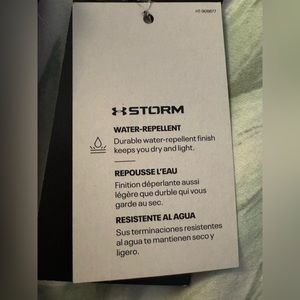 STORM
WATER-REPELLENT
Durable water-repellent finish
keeps you dry and light.
REPOUSSE L'EAU
Finition déperlante aussi
légère que durble qui vous
garde au sec.
RESISTENTE AL AGUA
Sus terminaciones resistentes
al agua te mantienen seco y
ligero.